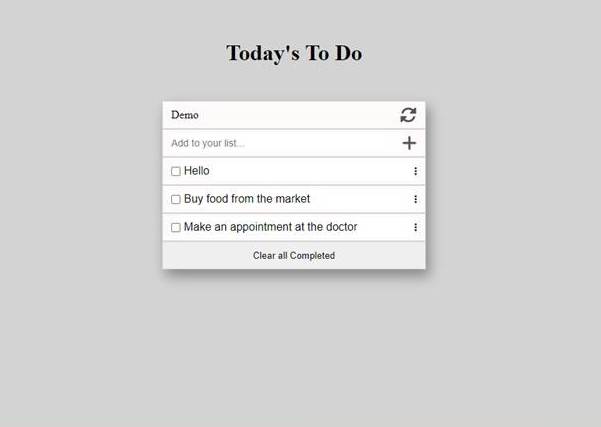 Today's To Do
Demo
Add to your list...
Hello
Buy food from the market
Make an appointment at the doctor
Clear all Completed